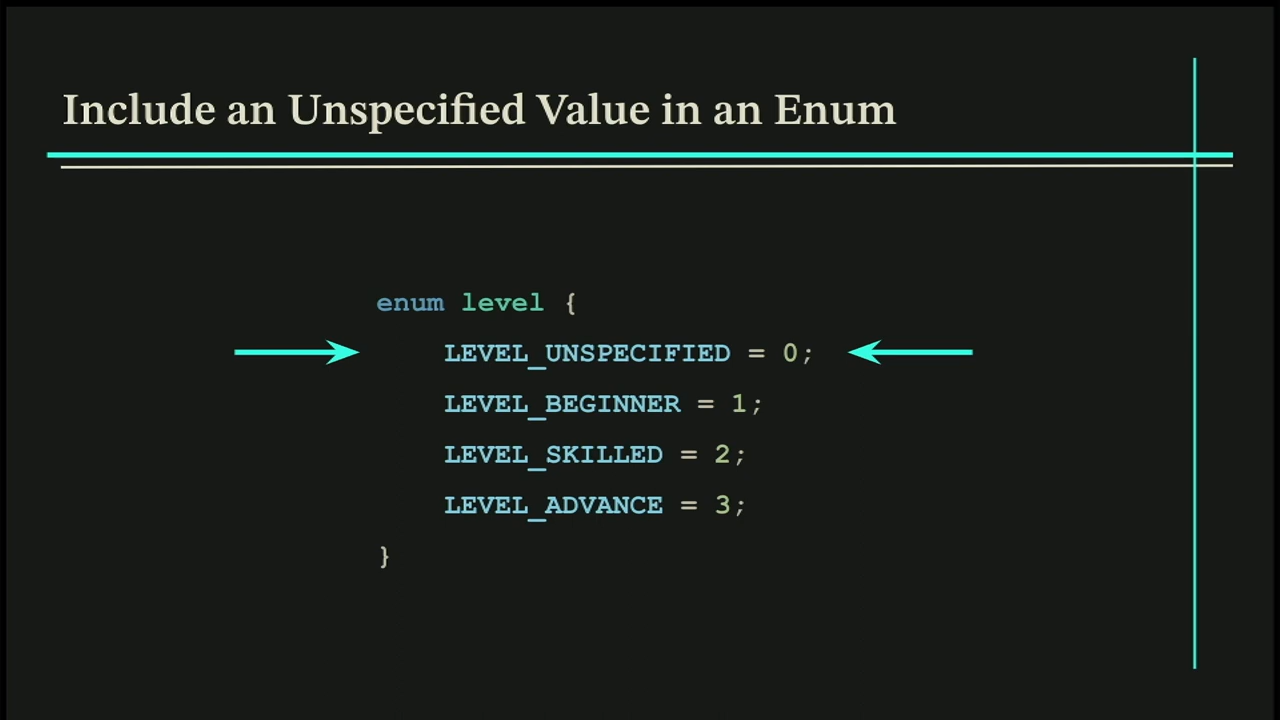 Include an Unspecified Value in an Enum
enum level {
LEVEL_UNSPECIFIED = 0;
LEVEL_BEGINNER = 1;
LEVEL_SKILLED = 2;
LEVEL_ADVANCE = 3;
}